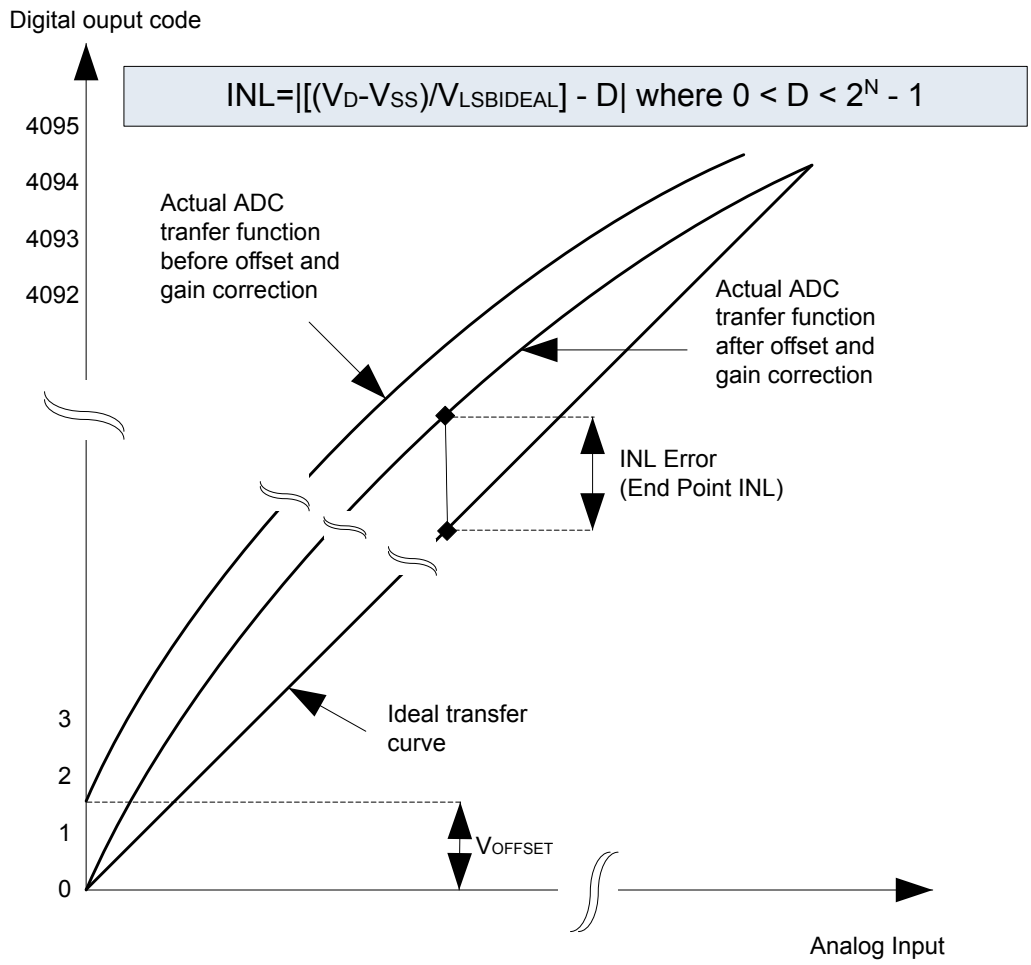 Digital ouput code
INL=|[(VD-VSS)/VLSBIDEAL] - D| where 0 < D < 2^N - 1
4095
4094
4093
4092
Actual ADC
tranfer function
before offset and
gain correction
Actual ADC
tranfer function
after offset and
gain correction
INL Error
(End Point INL)
Ideal transfer
curve
3
2
1
0
VOFFSET
Analog Input